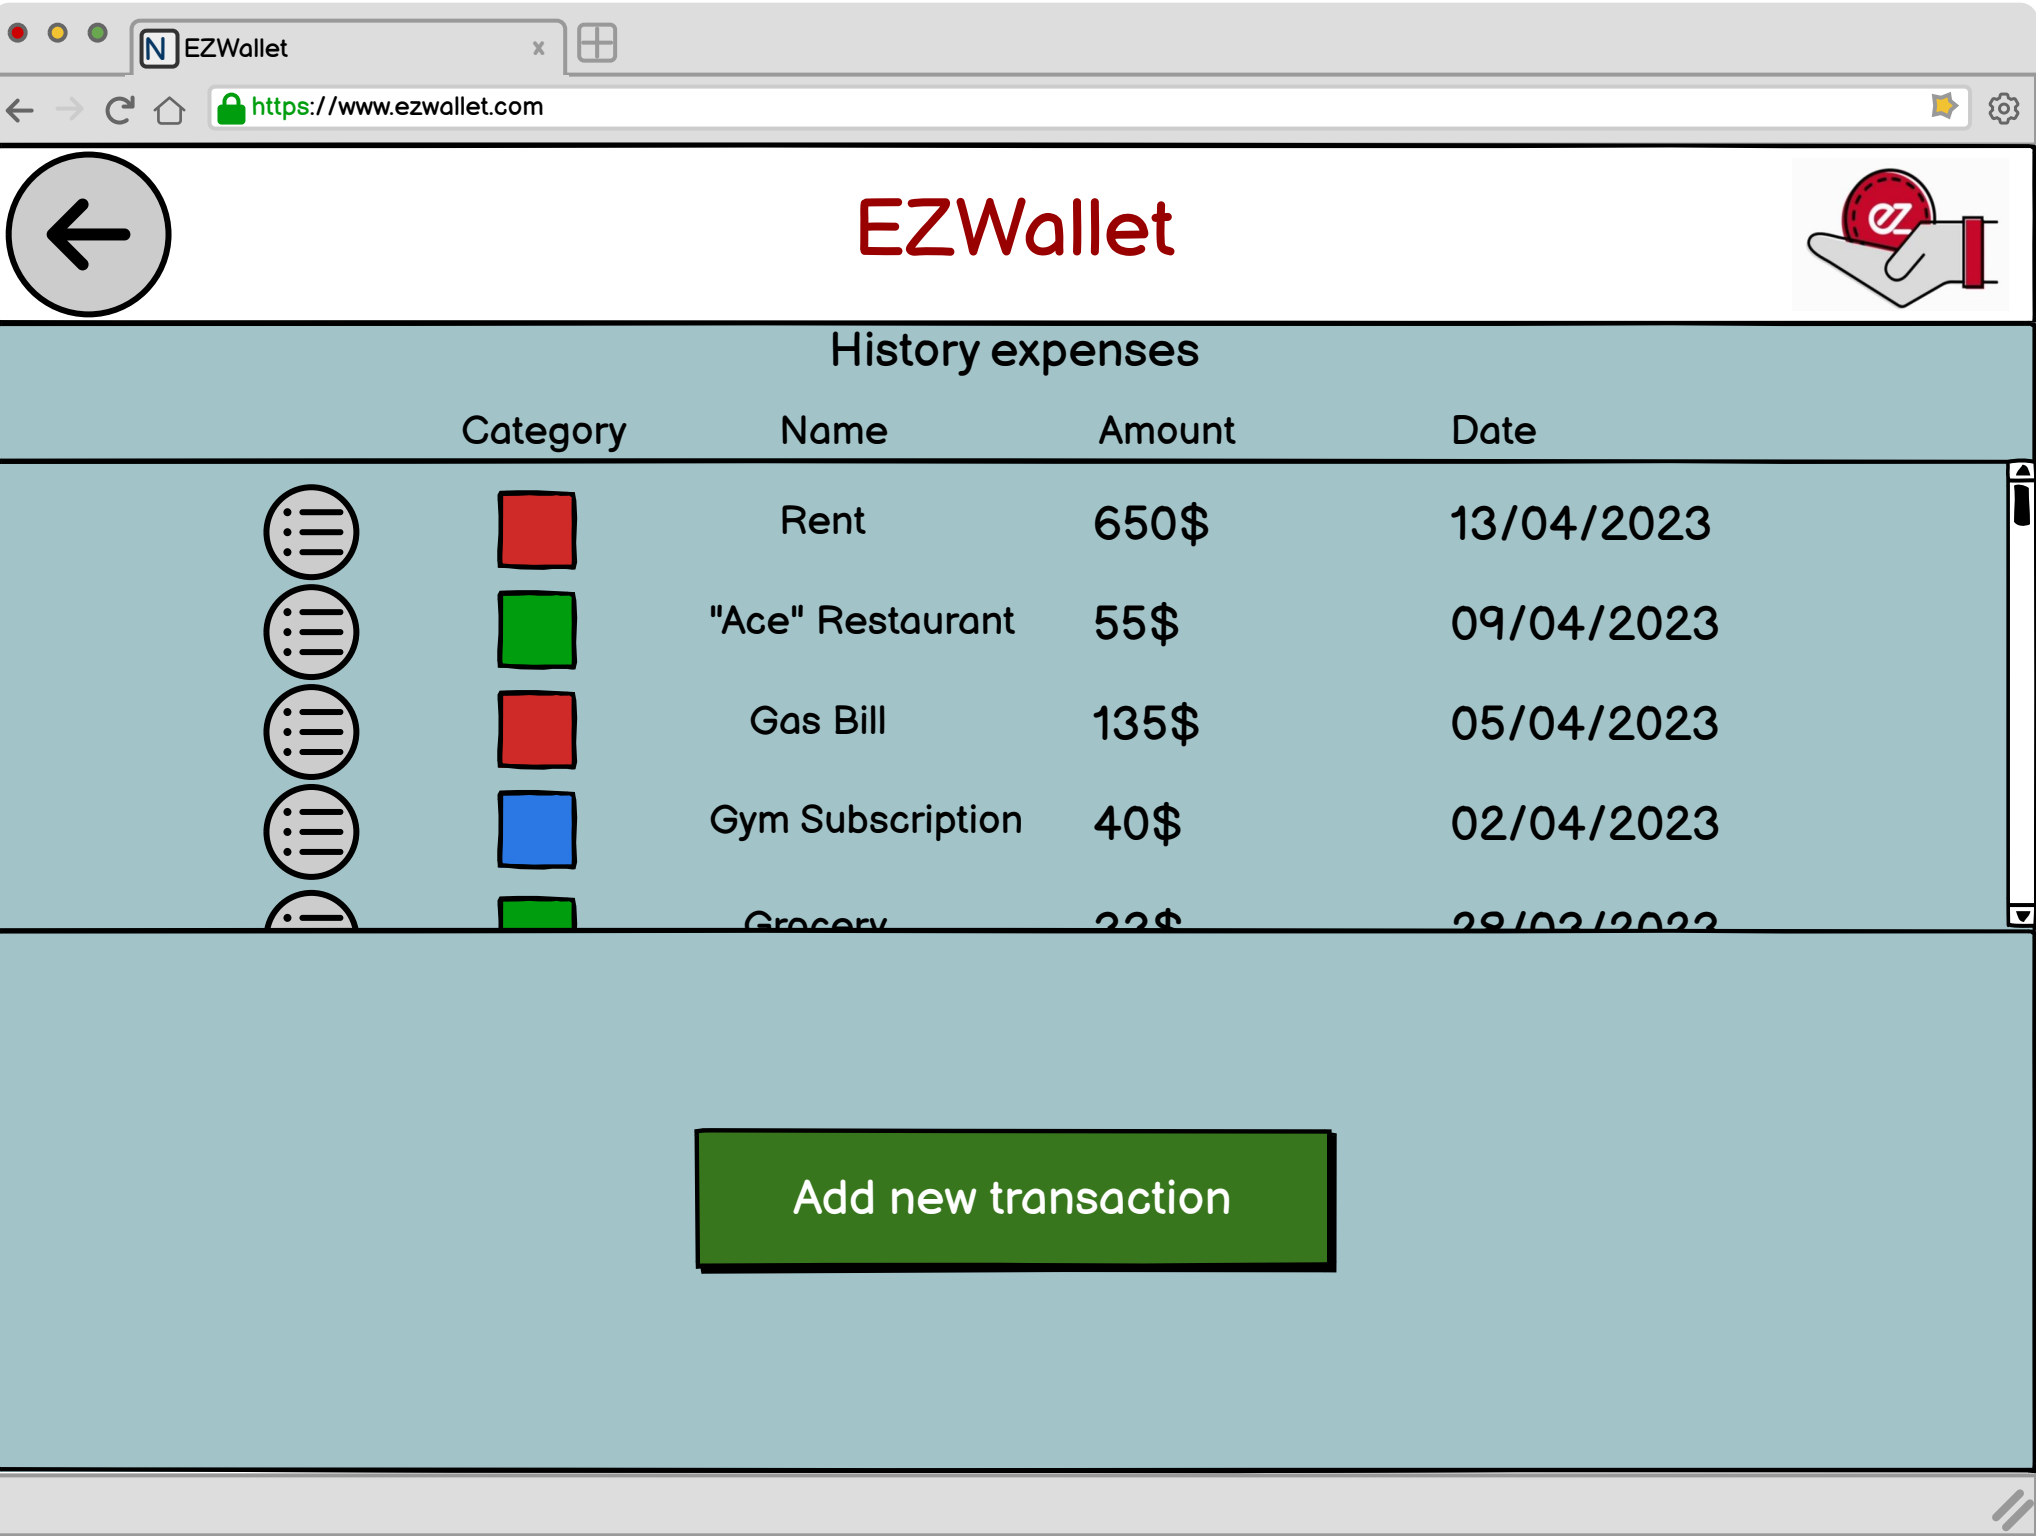 N EZWallet x
https://www.ezwallet.com
EZWallet
ez
History expenses
Category Name Amount Date
Rent 650$ 13/04/2023
"Ace" Restaurant 55$ 09/04/2023
Gas Bill 135$ 05/04/2023
Gym Subscription 40$ 02/04/2023
Grocery
Add new transaction